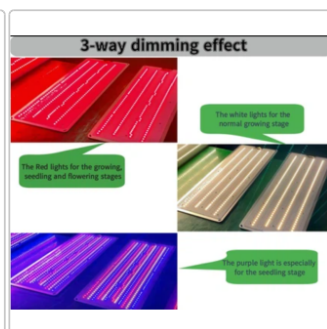 3-way dimming effect
The white lights for the
normal growing stage
The Red lights for the growing,
seedling and flowering stages
The purple light is especially
for the seedling stage